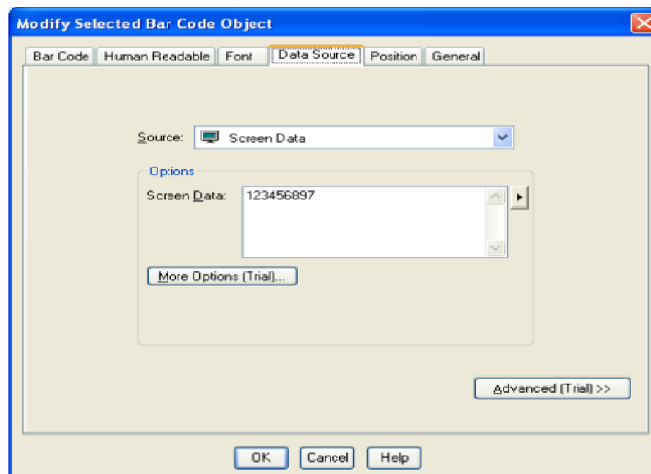 Modify Selected Bar Code Object
Bar Code Human Readable Font Data Source Position General
Source: Screen Data
Options
Screen Data: 123456897
More Options (Trial)...
Advanced (Trial) >>
OK Cancel Help